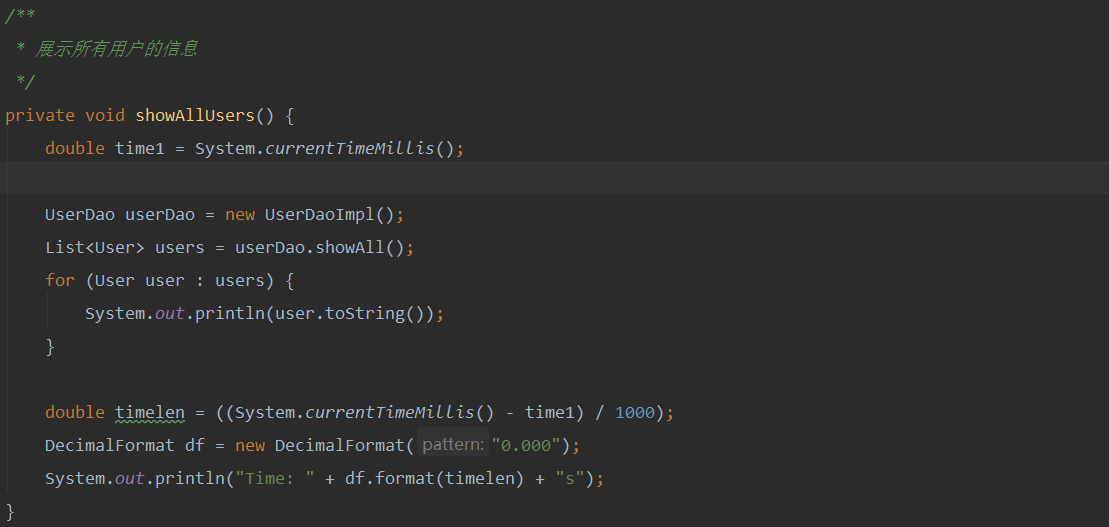 /**
 * 展示所有用户的信息
 */
private void showAllUsers() {
    double time1 = System.currentTimeMillis();
    UserDao userDao = new UserDaoImpl();
    List<User> users = userDao.showAll();
    for (User user : users) {
        System.out.println(user.toString());
    }
    double timelen = ((System.currentTimeMillis() - time1) / 1000);
    DecimalFormat df = new DecimalFormat( pattern: "0.000");
    System.out.println("Time: " + df.format(timelen) + "s");
}